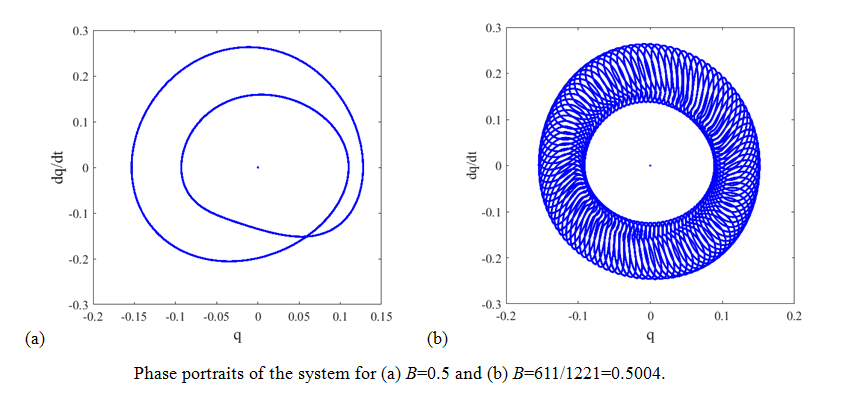 (a)
dq/dt
0.3
0.2
0.1
0
-0.1
-0.2
-0.3
-0.2 -0.15 -0.1 -0.05 0 0.05 0.1 0.15
q
(b)
dq/dt
0.3
0.2
0.1
0
-0.1
-0.2
-0.3
-0.2 -0.1 0 0.1 0.2
q
Phase portraits of the system for (a) B=0.5 and (b) B=611/1221=0.5004.